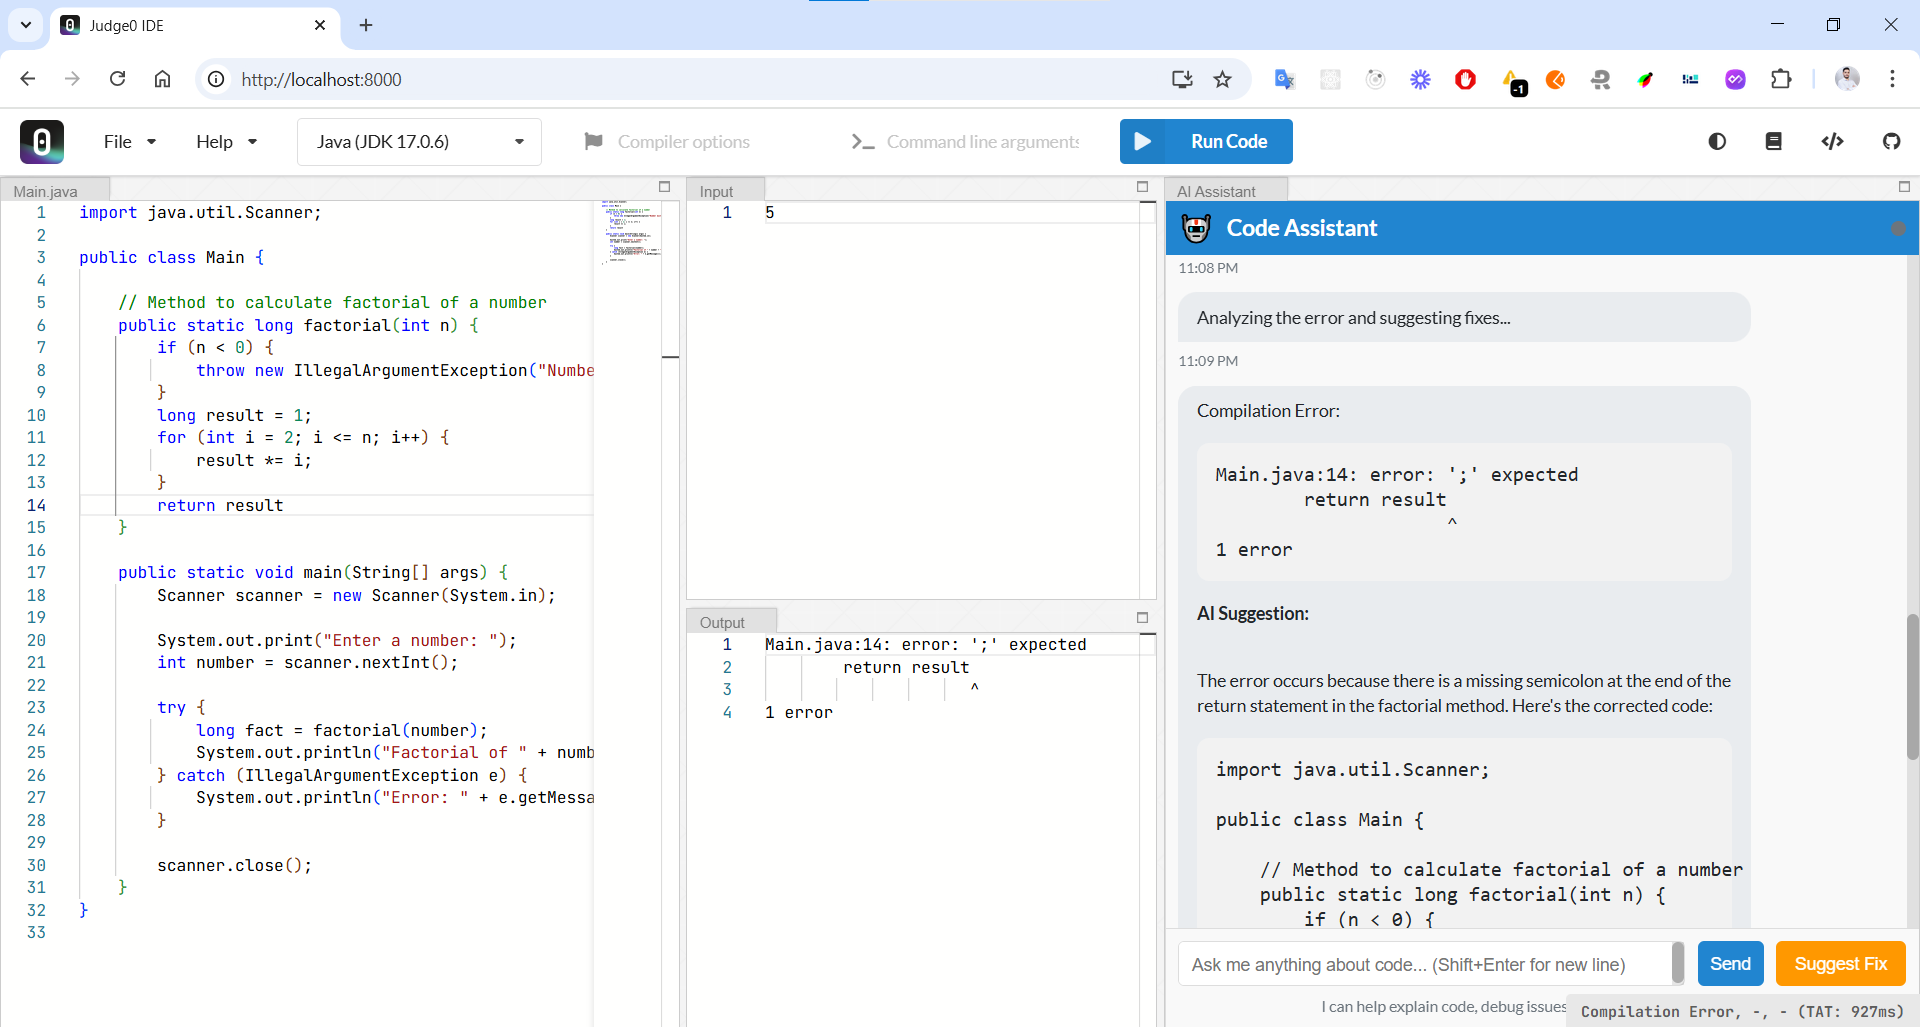 Judge0 IDE
http://localhost:8000
-1
File
Help
Java (JDK 17.0.6)
Compiler options
Command line arguments
Run Code
Main.java
1 import java.util.Scanner;
2
3 public class Main {
4
5 // Method to calculate factorial of a number
6 public static long factorial(int n) {
7 if (n < 0) {
8 throw new IllegalArgumentException("Numbe
9 }
10 long result = 1;
11 for (int i = 2; i <= n; i++) {
12 result *= i;
13 }
14 return result
15 }
16
17 public static void main(String[] args) {
18 Scanner scanner = new Scanner(System.in);
19
20 System.out.print("Enter a number: ");
21 int number = scanner.nextInt();
22
23 try {
24 long fact = factorial(number);
25 System.out.println("Factorial of " + numb
26 } catch (IllegalArgumentException e) {
27 System.out.println("Error: " + e.getMessa
28 }
29
30 scanner.close();
31 }
32 }
33
Input
1 5
Output
1 Main.java:14: error: ';' expected
2 return result
3 ^
4 1 error
AI Assistant
Code Assistant
11:08 PM
Analyzing the error and suggesting fixes...
11:09 PM
Compilation Error:
Main.java:14: error: ';' expected
return result
^
1 error
AI Suggestion:
The error occurs because there is a missing semicolon at the end of the
return statement in the factorial method. Here's the corrected code:
import java.util.Scanner;
public class Main {
// Method to calculate factorial of a number
public static long factorial(int n) {
if (n < 0) {
Ask me anything about code... (Shift+Enter for new line)
Send
Suggest Fix
I can help explain code, debug issues
Compilation Error, -, - (TAT: 927ms)